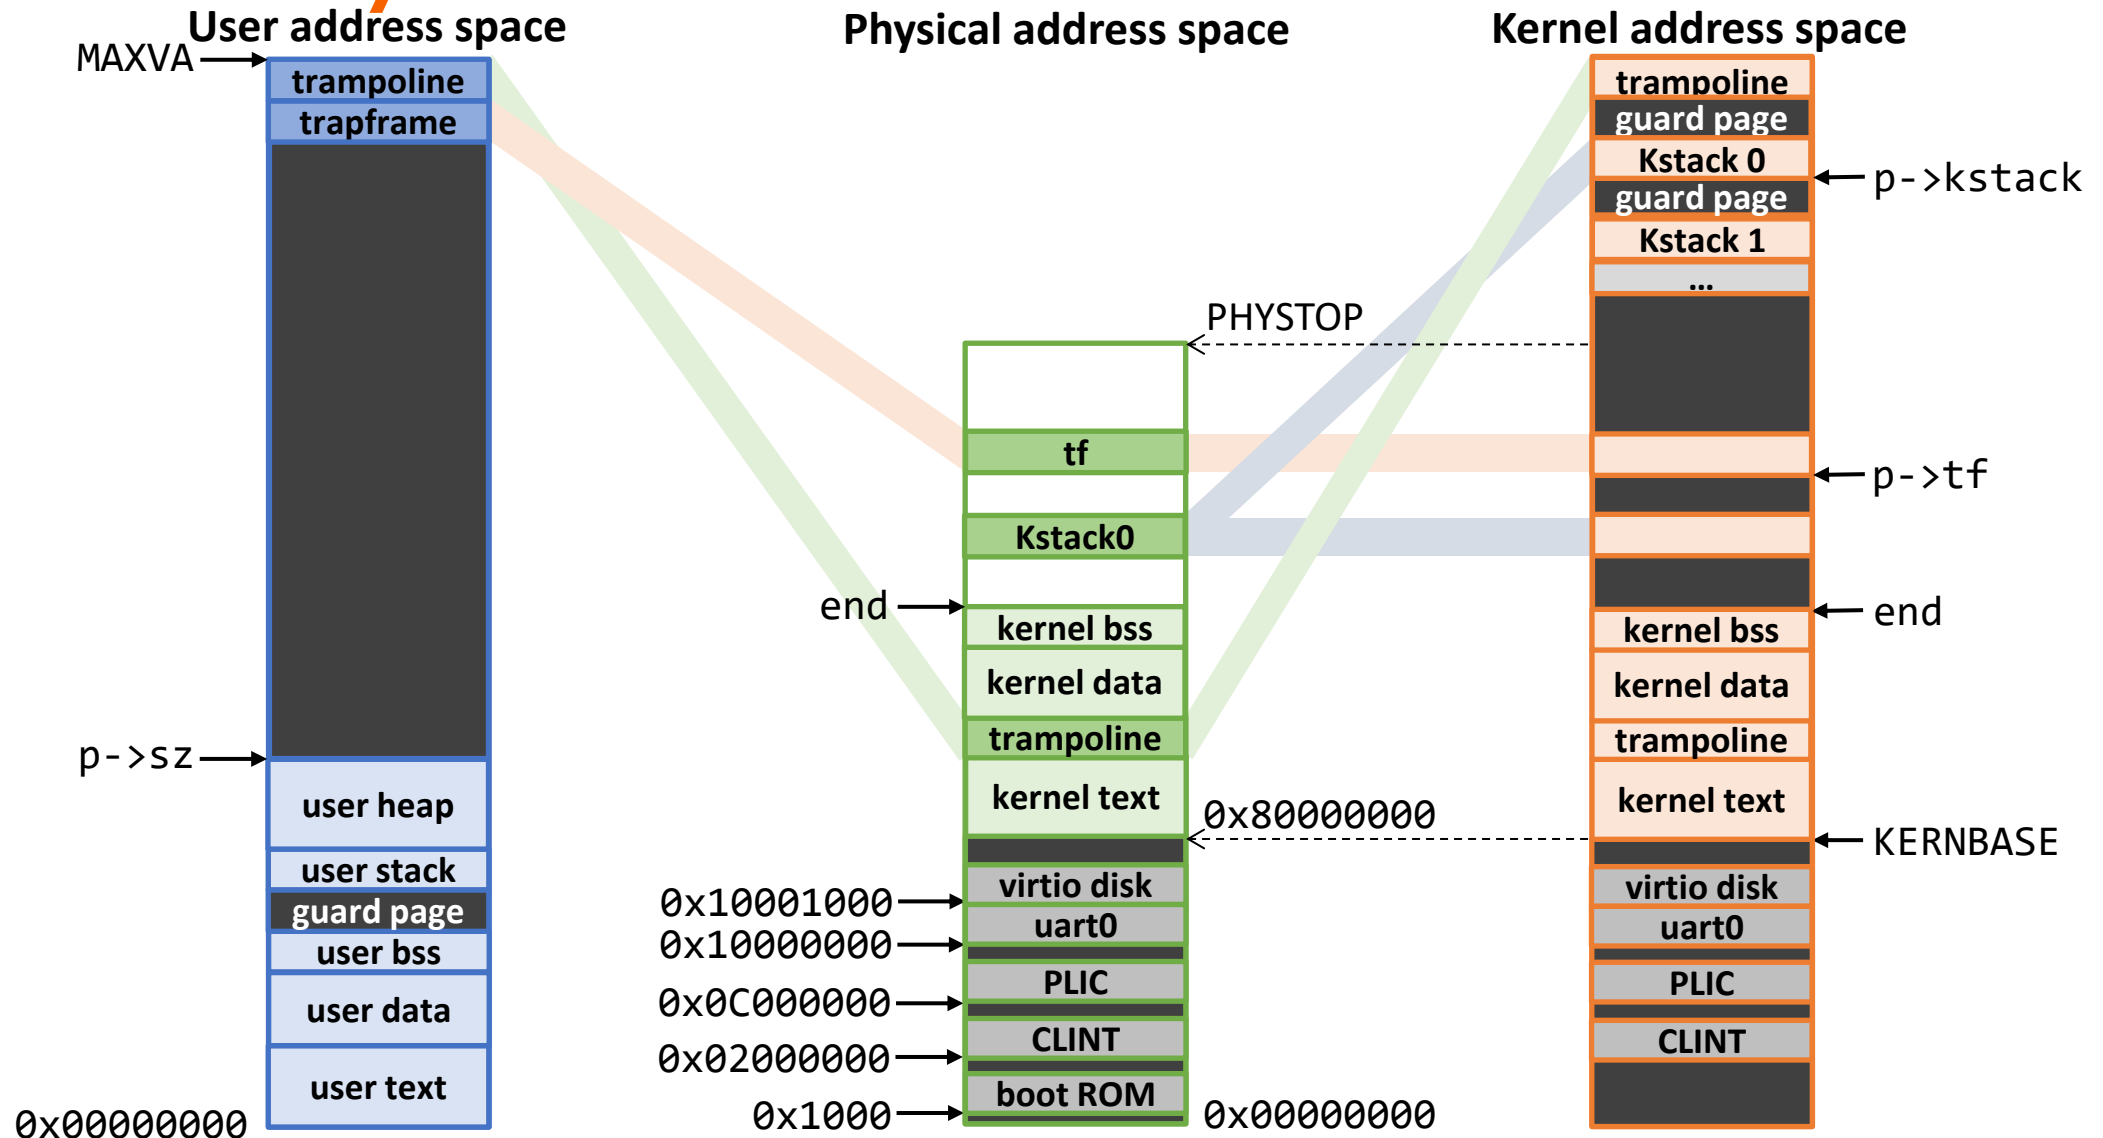 User address space
MAXVA
trampoline
trapframe
p->sz
user heap
user stack
guard page
user bss
user data
user text
0x00000000
Physical address space
PHYSTOP
tf
Kstack0
end
kernel bss
kernel data
trampoline
kernel text
0x80000000
virtio disk
0x10001000
uart0
0x10000000
PLIC
0x0C000000
CLINT
0x02000000
boot ROM
0x1000
0x00000000
Kernel address space
trampoline
guard page
Kstack 0
p->kstack
guard page
Kstack 1
...
p->tf
end
kernel bss
kernel data
trampoline
kernel text
KERNBASE
virtio disk
uart0
PLIC
CLINT